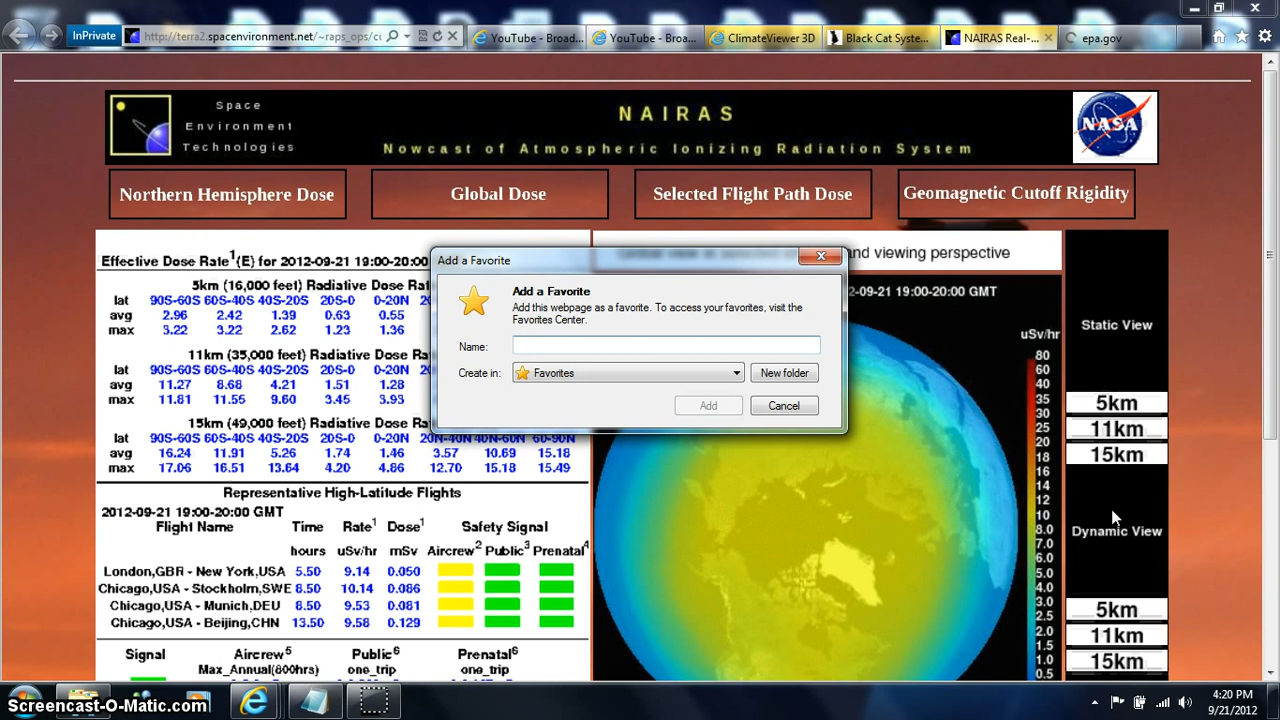 InPrivate
http://terra2.spacenvironment.net/~raps_ops/cu
YouTube - Broad...
YouTube - Broa...
ClimateViewer 3D
Black Cat Syste...
NAIRAS Real-...
epa.gov
Space
Environment
Technologies
NAIRAS
Nowcast of Atmospheric Ionizing Radiation System
NASA
Northern Hemisphere Dose
Global Dose
Selected Flight Path Dose
Geomagnetic Cutoff Rigidity
Effective Dose Rate1(E) for 2012-09-21 19:00-20:00
5km (16,000 feet) Radiative Dose
lat 90S-60S 60S-40S 40S-20S 20S-0 0-20N
avg 2.96 2.42 1.39 0.63 0.55
max 3.22 3.22 2.62 1.23 1.36
11km (35,000 feet) Radiative Dose
lat 90S-60S 60S-40S 40S-20S 20S-0 0-20N
avg 11.27 8.68 4.21 1.51 1.28
max 11.81 11.55 9.60 3.45 3.93
15km (49,000 feet) Radiative Dose
lat 90S-60S 60S-40S 40S-20S 20S-0 0-20N 20N-40N 40N-60N 60-90N
avg 16.24 11.91 5.26 1.74 1.46 3.57 10.69 15.18
max 17.06 16.51 13.64 4.20 4.86 12.70 15.18 15.49
Representative High-Latitude Flights
2012-09-21 19:00-20:00 GMT
Flight Name Time Rate1 Dose1 Safety Signal
hours uSv/hr mSv Aircrew2 Public3 Prenatal4
London,GBR - New York,USA 5.50 9.14 0.050
Chicago,USA - Stockholm,SWE 8.50 10.14 0.086
Chicago,USA - Munich,DEU 8.50 9.53 0.081
Chicago,USA - Beijing,CHN 13.50 9.58 0.129
Signal Aircrew5 Public6 Prenatal6
Max_Annual(800hrs) one_trip one_trip
Add a Favorite
Add a Favorite
Add this webpage as a favorite. To access your favorites, visit the
Favorites Center.
Name:
Create in: Favorites New folder
Add Cancel
and viewing perspective
-09-21 19:00-20:00 GMT
uSv/hr
80
60
40
35
30
25
20
18
16
14
12
10
8.0
7.0
6.0
5.0
4.0
3.0
2.5
2.0
1.5
1.0
0.5
Static View
5km
11km
15km
Dynamic View
5km
11km
15km
Screencast-O-Matic.com
4:20 PM
9/21/2012